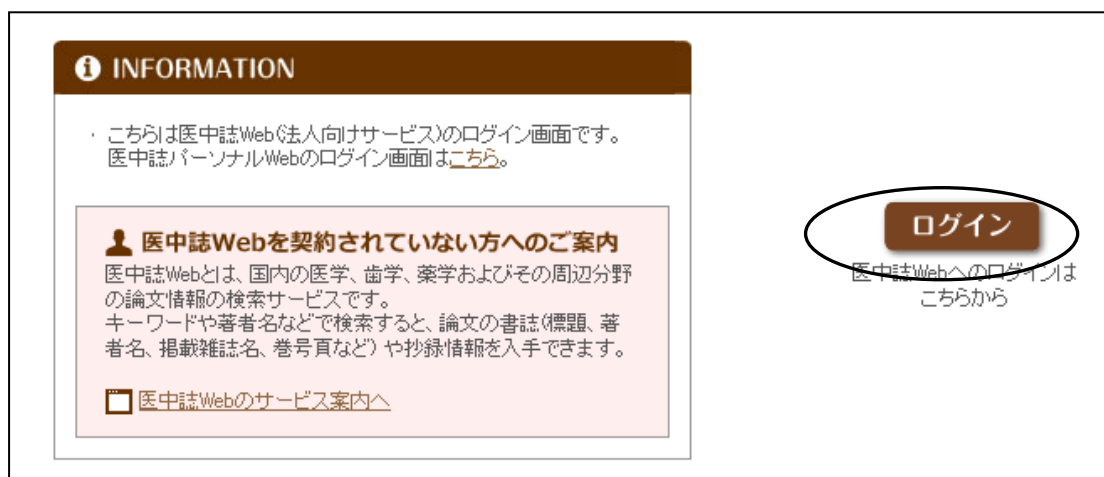 INFORMATION
・ こちらは医中誌Web(法人向けサービス)のログイン画面です。
医中誌パーソナルWebのログイン画面はこちら。
医中誌Webを契約されていない方へのご案内
医中誌Webとは、国内の医学、歯学、薬学およびその周辺分野
の論文情報の検索サービスです。
キーワードや著者名などで検索すると、論文の書誌(標題、著
者名、掲載雑誌名、巻号頁など) や抄録情報を入手できます。
医中誌Webのサービス案内へ
ログイン
医中誌Webへのログインは
こちらから